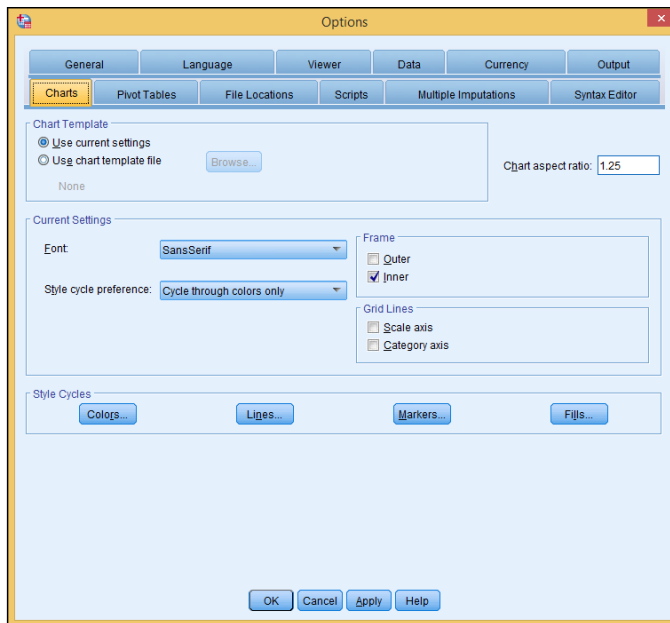 Options
General Language Viewer Data Currency Output
Charts Pivot Tables File Locations Scripts Multiple Imputations Syntax Editor
Chart Template
Use current settings
Use chart template file Browse...
None
Chart aspect ratio: 1.25
Current Settings
Font: SansSerif
Style cycle preference: Cycle through colors only
Frame
Outer
Inner
Grid Lines
Scale axis
Category axis
Style Cycles
Colors... Lines... Markers... Fills...
OK Cancel Apply Help